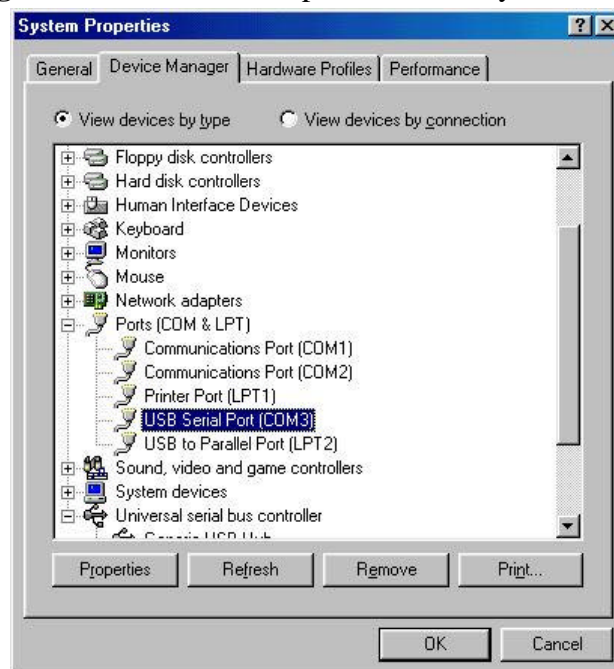 System Properties
General Device Manager Hardware Profiles Performance
View devices by type View devices by connection
Floppy disk controllers
Hard disk controllers
Human Interface Devices
Keyboard
Monitors
Mouse
Network adapters
Ports (COM & LPT)
Communications Port (COM1)
Communications Port (COM2)
Printer Port (LPT1)
USB Serial Port (COM3)
USB to Parallel Port (LPT2)
Sound, video and game controllers
System devices
Universal serial bus controller
Generic USB Hub
Properties Refresh Remove Print...
OK Cancel